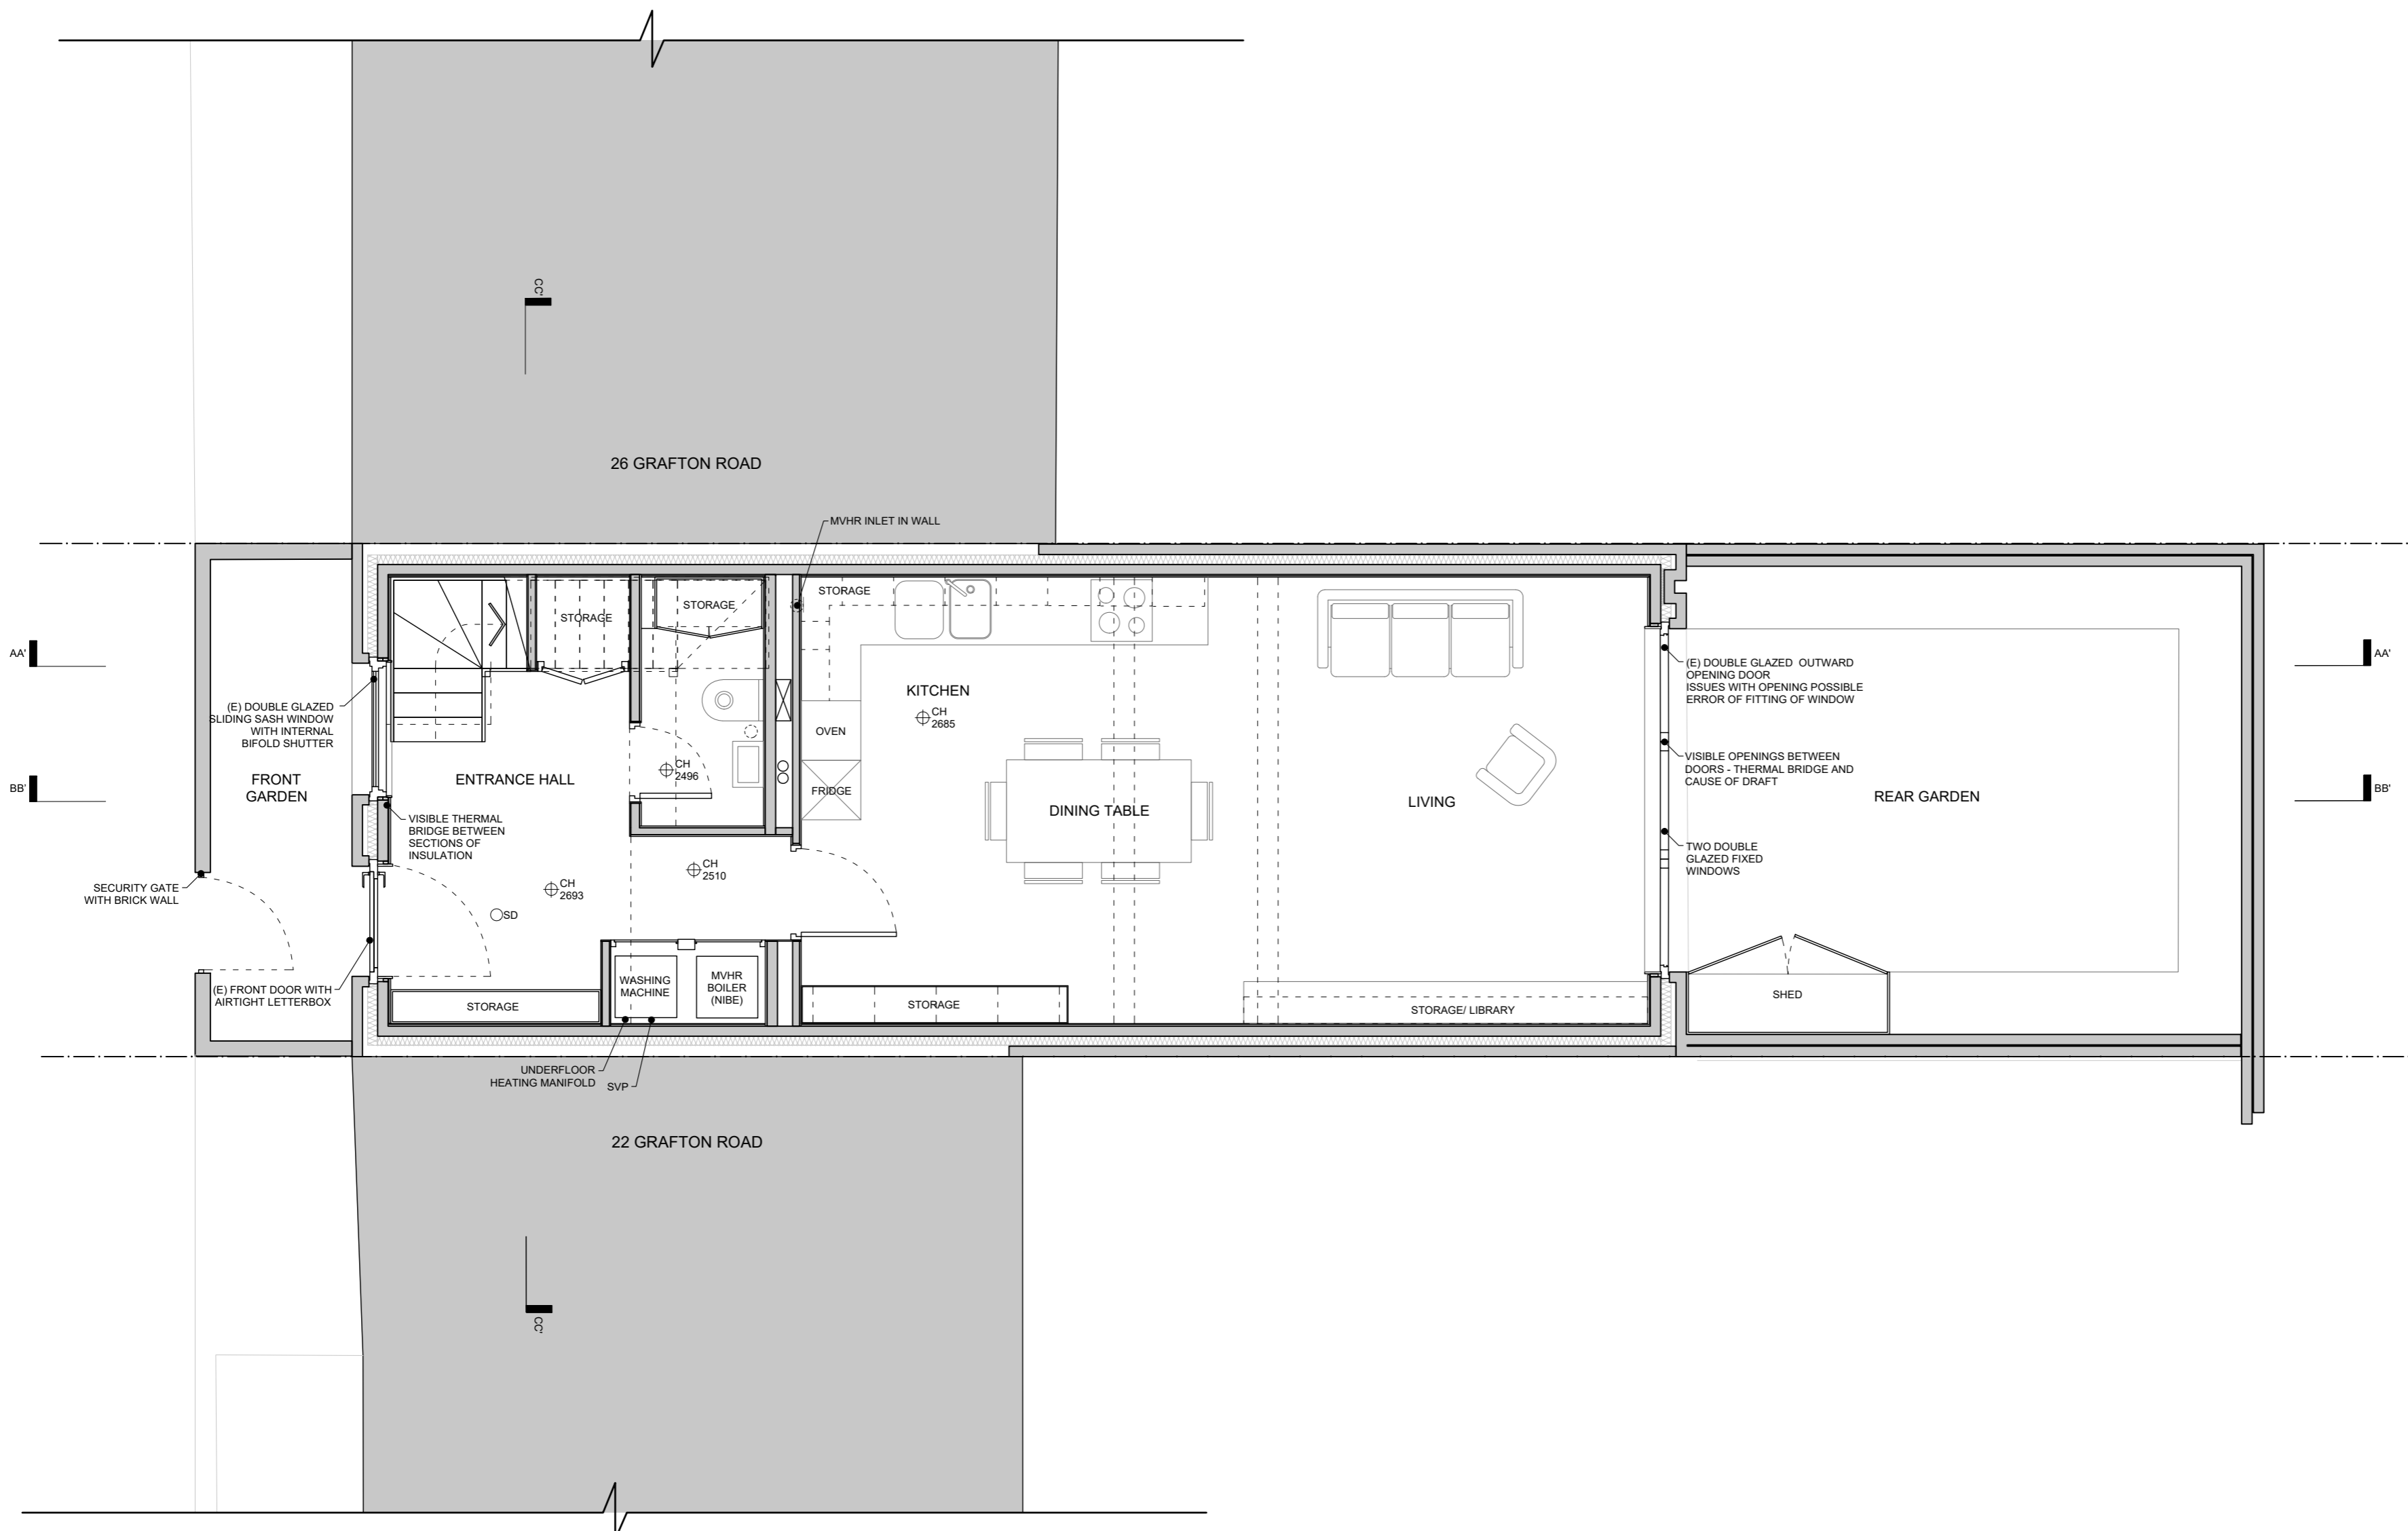 CC'
26 GRAFTON ROAD
MVHR INLET IN WALL
STORAGE
STORAGE
STORAGE
AA'
AA'
(E) DOUBLE GLAZED
SLIDING SASH WINDOW
WITH INTERNAL
BIFOLD SHUTTER
KITCHEN
CH
2685
OVEN
FRIDGE
(E) DOUBLE GLAZED OUTWARD
OPENING DOOR
ISSUES WITH OPENING POSSIBLE
ERROR OF FITTING OF WINDOW
FRONT
GARDEN
ENTRANCE HALL
CH
2496
VISIBLE OPENINGS BETWEEN
DOORS - THERMAL BRIDGE AND
CAUSE OF DRAFT
BB'
BB'
DINING TABLE
LIVING
REAR GARDEN
VISIBLE THERMAL
BRIDGE BETWEEN
SECTIONS OF
INSULATION
TWO DOUBLE
GLAZED FIXED
WINDOWS
SECURITY GATE
WITH BRICK WALL
CH
2693
CH
2510
SD
(E) FRONT DOOR WITH
AIRTIGHT LETTERBOX
STORAGE
WASHING
MACHINE
MVHR
BOILER
(NIBE)
STORAGE
STORAGE/ LIBRARY
SHED
UNDERFLOOR
HEATING MANIFOLD
SVP
22 GRAFTON ROAD
CC'